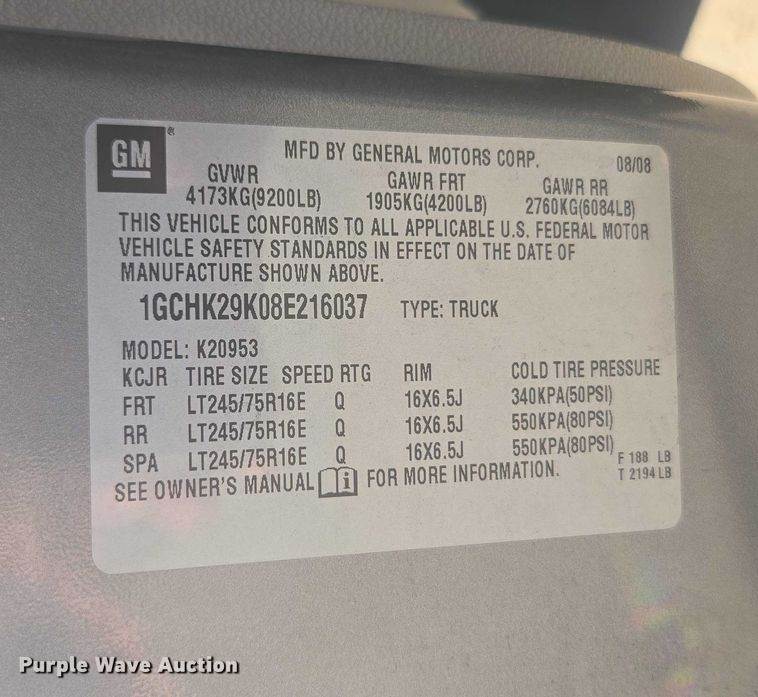 GM ®
MFD BY GENERAL MOTORS CORP. 08/08
GVWR GAWR FRT GAWR RR
4173KG(9200LB) 1905KG(4200LB) 2760KG(6084LB)
THIS VEHICLE CONFORMS TO ALL APPLICABLE U.S. FEDERAL MOTOR
VEHICLE SAFETY STANDARDS IN EFFECT ON THE DATE OF
MANUFACTURE SHOWN ABOVE.
1GCHK29K08E216037 TYPE: TRUCK
MODEL: K20953
KCJR TIRE SIZE SPEED RTG RIM COLD TIRE PRESSURE
FRT LT245/75R16E Q 16X6.5J 340KPA(50PSI)
RR LT245/75R16E Q 16X6.5J 550KPA(80PSI)
SPA LT245/75R16E Q 16X6.5J 550KPA(80PSI)
F 188 LB
T 2194 LB
SEE OWNER'S MANUAL i FOR MORE INFORMATION.
Purple Wave Auction